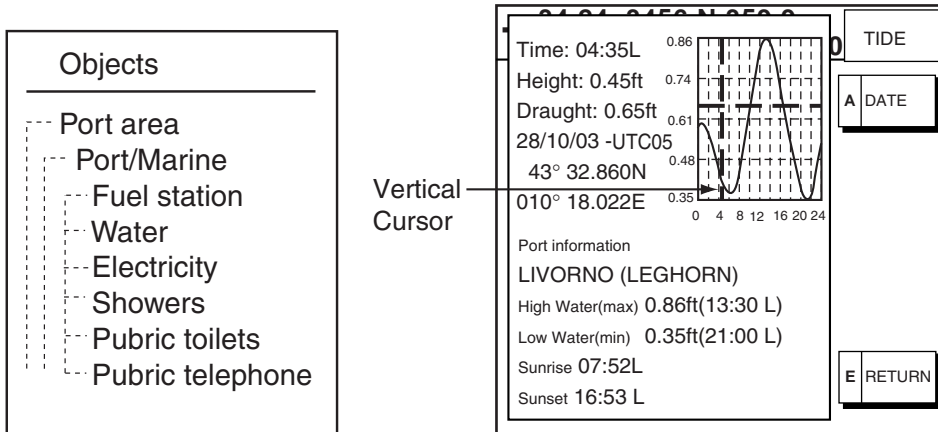 Objects
Port area
Port/Marine
Fuel station
Water
Electricity
Showers
Pubric toilets
Pubric telephone
Vertical
Cursor
TIDE
A DATE
E RETURN
Time: 04:35L
Height: 0.45ft
Draught: 0.65ft
28/10/03 -UTC05
43° 32.860N
010° 18.022E
0.86
0.74
0.61
0.48
0.35
0 4 8 12 16 20 24
Port information
LIVORNO (LEGHORN)
High Water(max) 0.86ft(13:30 L)
Low Water(min) 0.35ft(21:00 L)
Sunrise 07:52L
Sunset 16:53 L